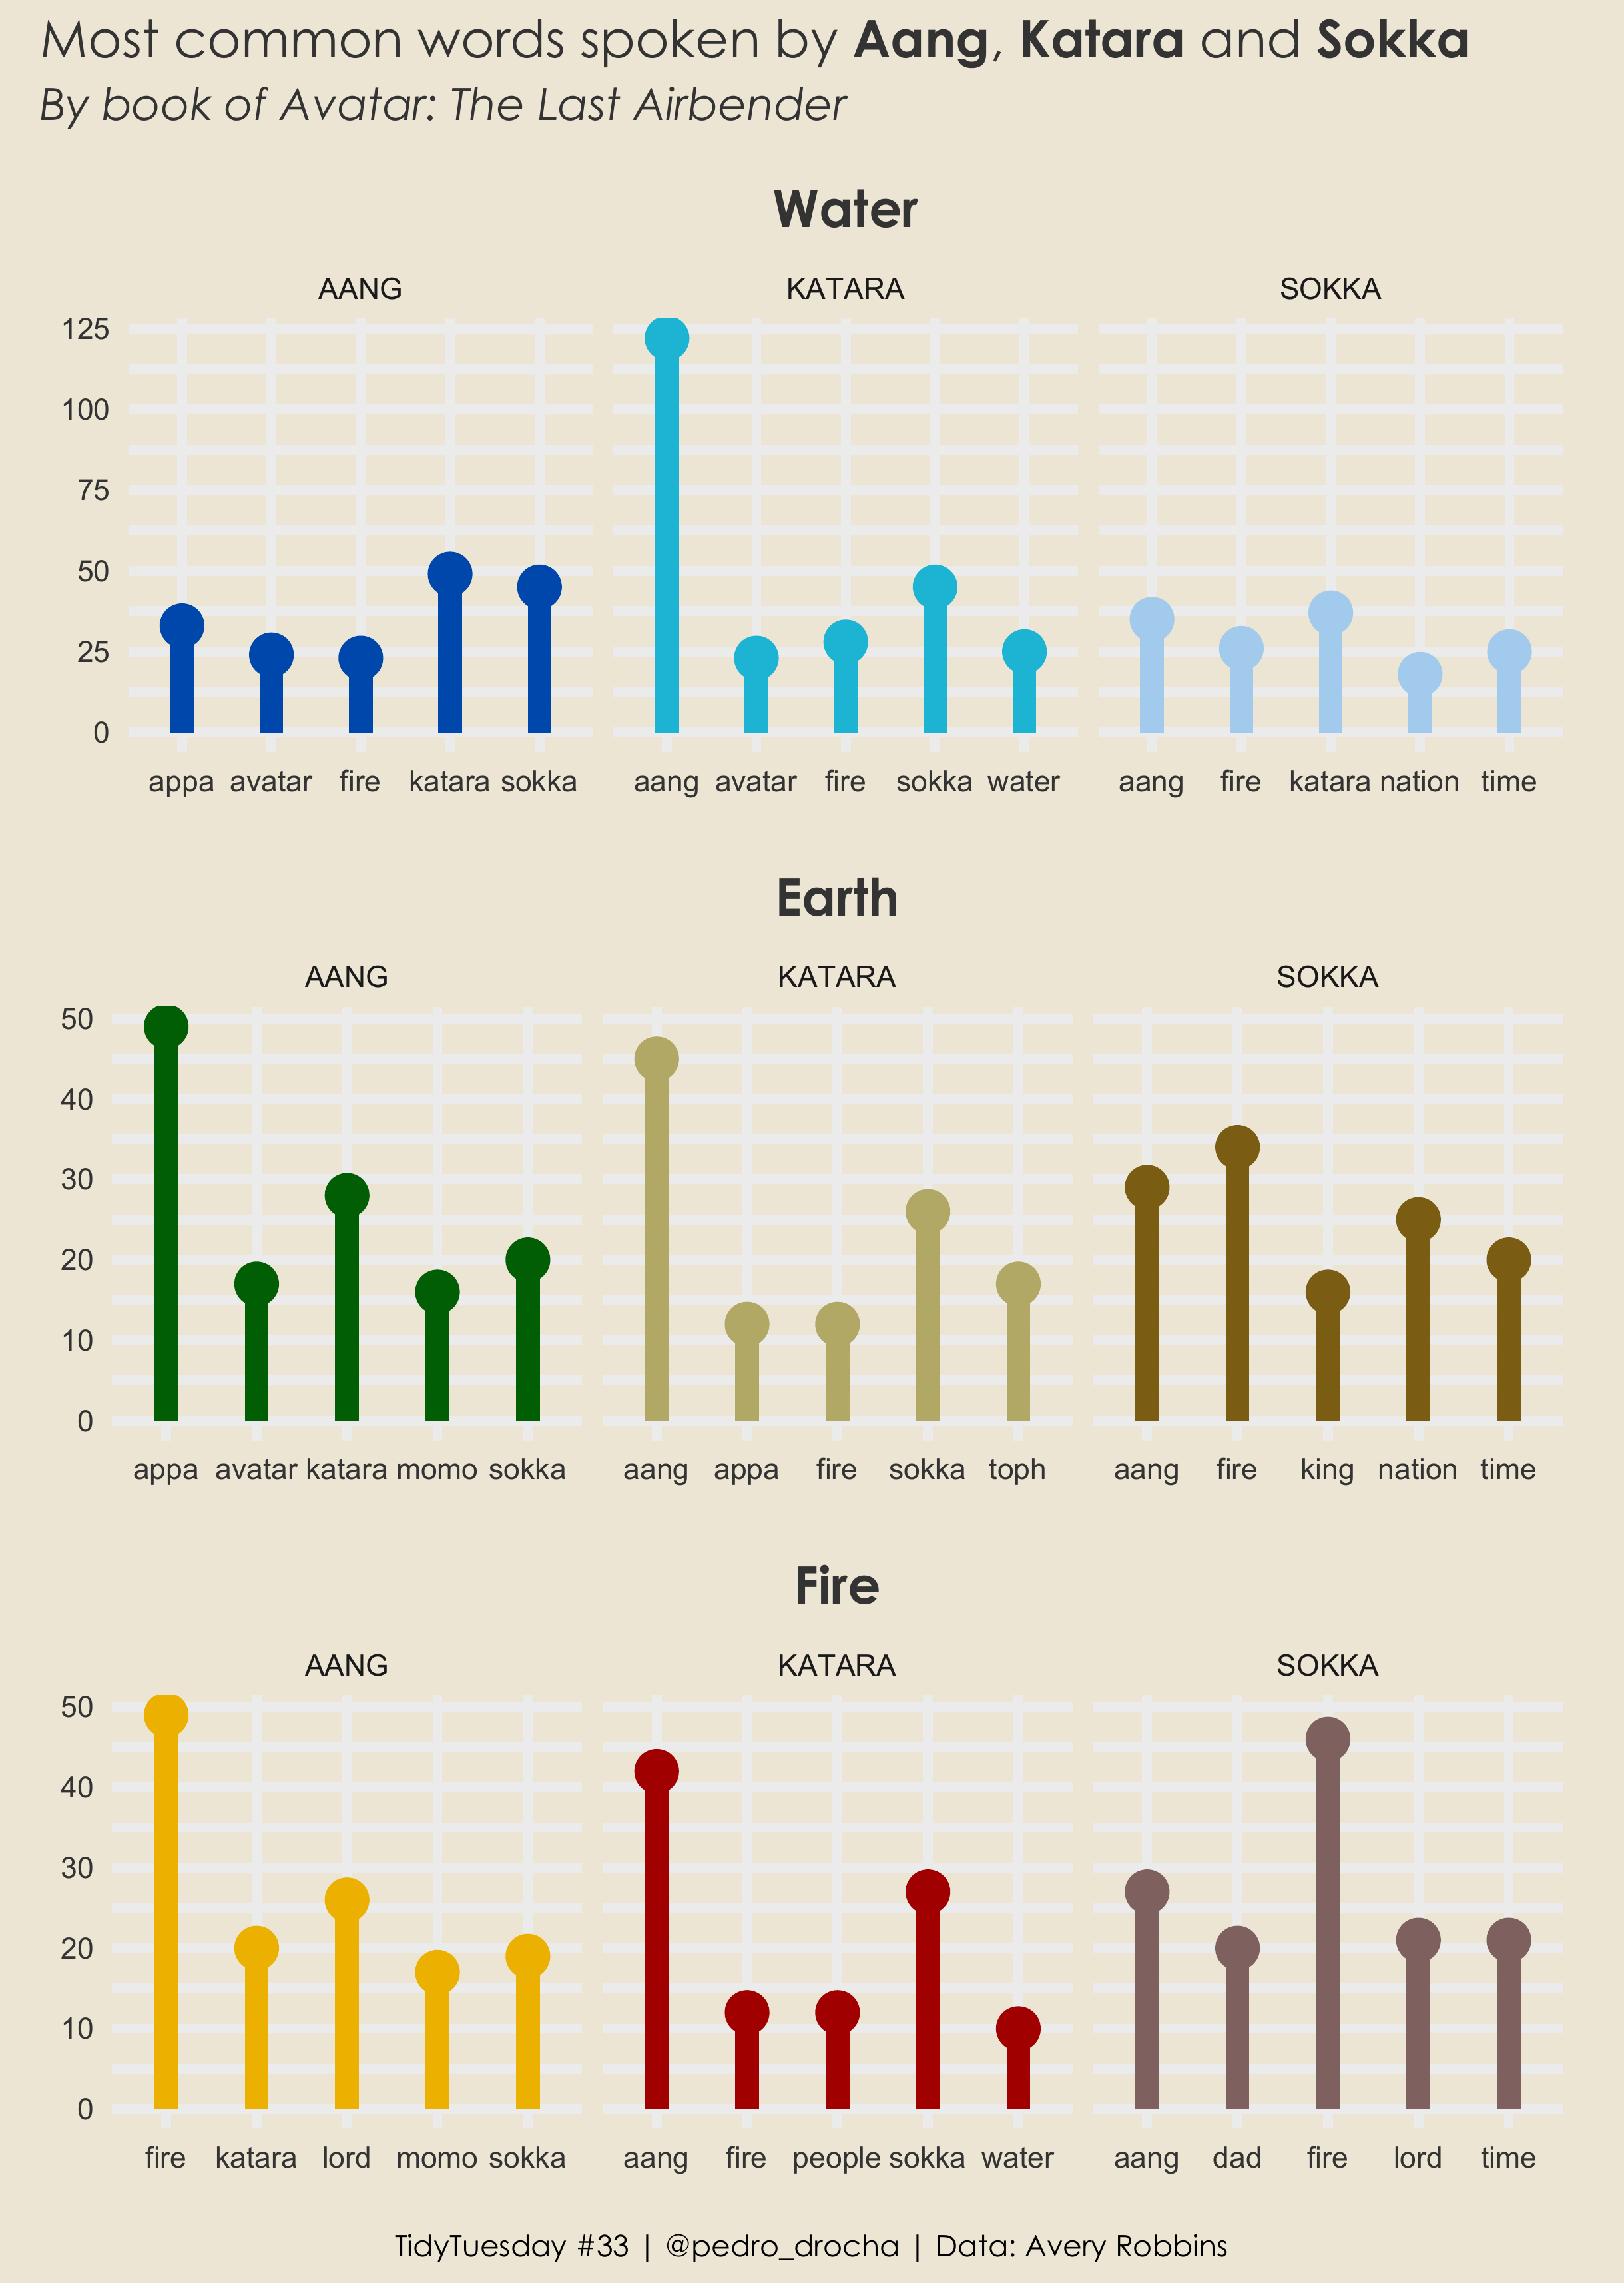 Most common words spoken by Aang, Katara and Sokka
By book of Avatar: The Last Airbender
Water
AANG KATARA SOKKA
125
100
75
50
25
0
appa avatar fire katara sokka aang avatar fire sokka water aang fire katara nation time
Earth
AANG KATARA SOKKA
50
40
30
20
10
0
appa avatar katara momo sokka aang appa fire sokka toph aang fire king nation time
Fire
AANG KATARA SOKKA
50
40
30
20
10
0
fire katara lord momo sokka aang fire people sokka water aang dad fire lord time
TidyTuesday #33 | @pedro_drocha | Data: Avery Robbins